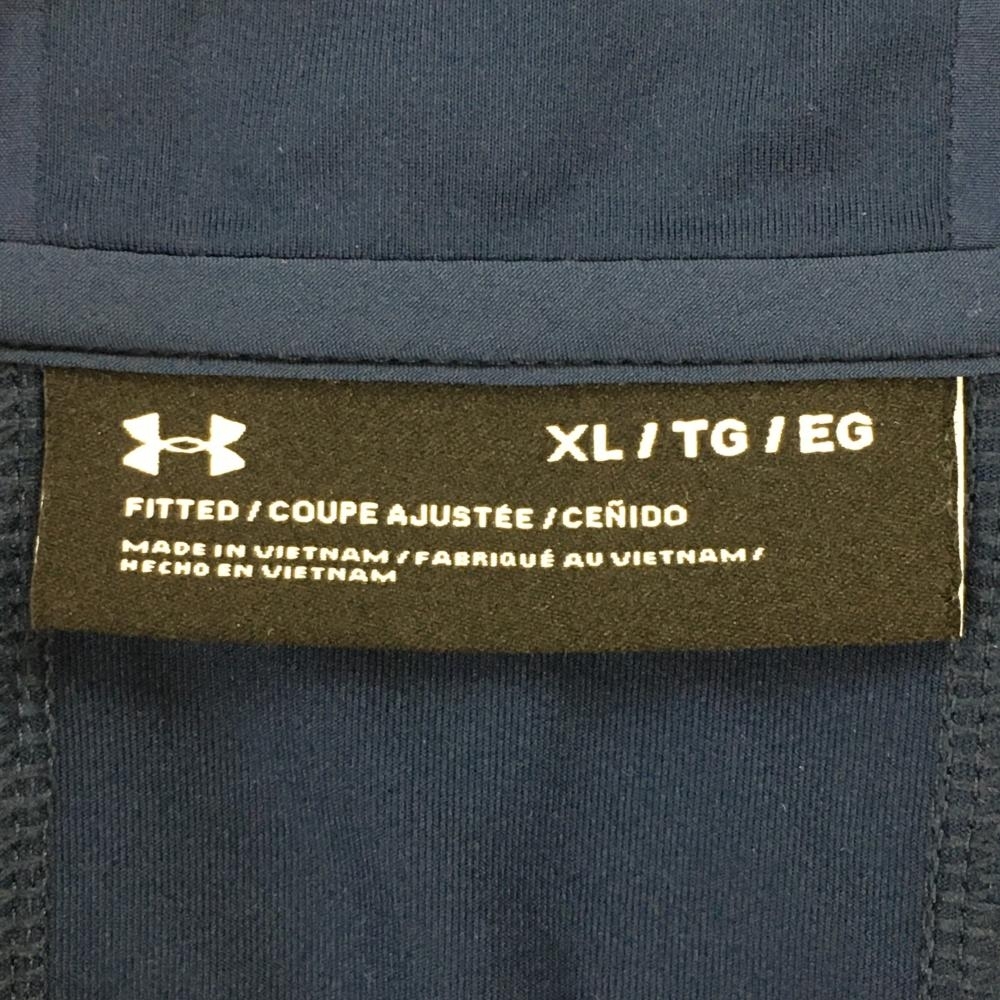 XL / TG / EG
FITTED / COUPE AJUSTÉE / CEÑIDO
MADE IN VIETNAM / FABRIQUÉ AU VIETNAM /
HECHO EN VIETNAM